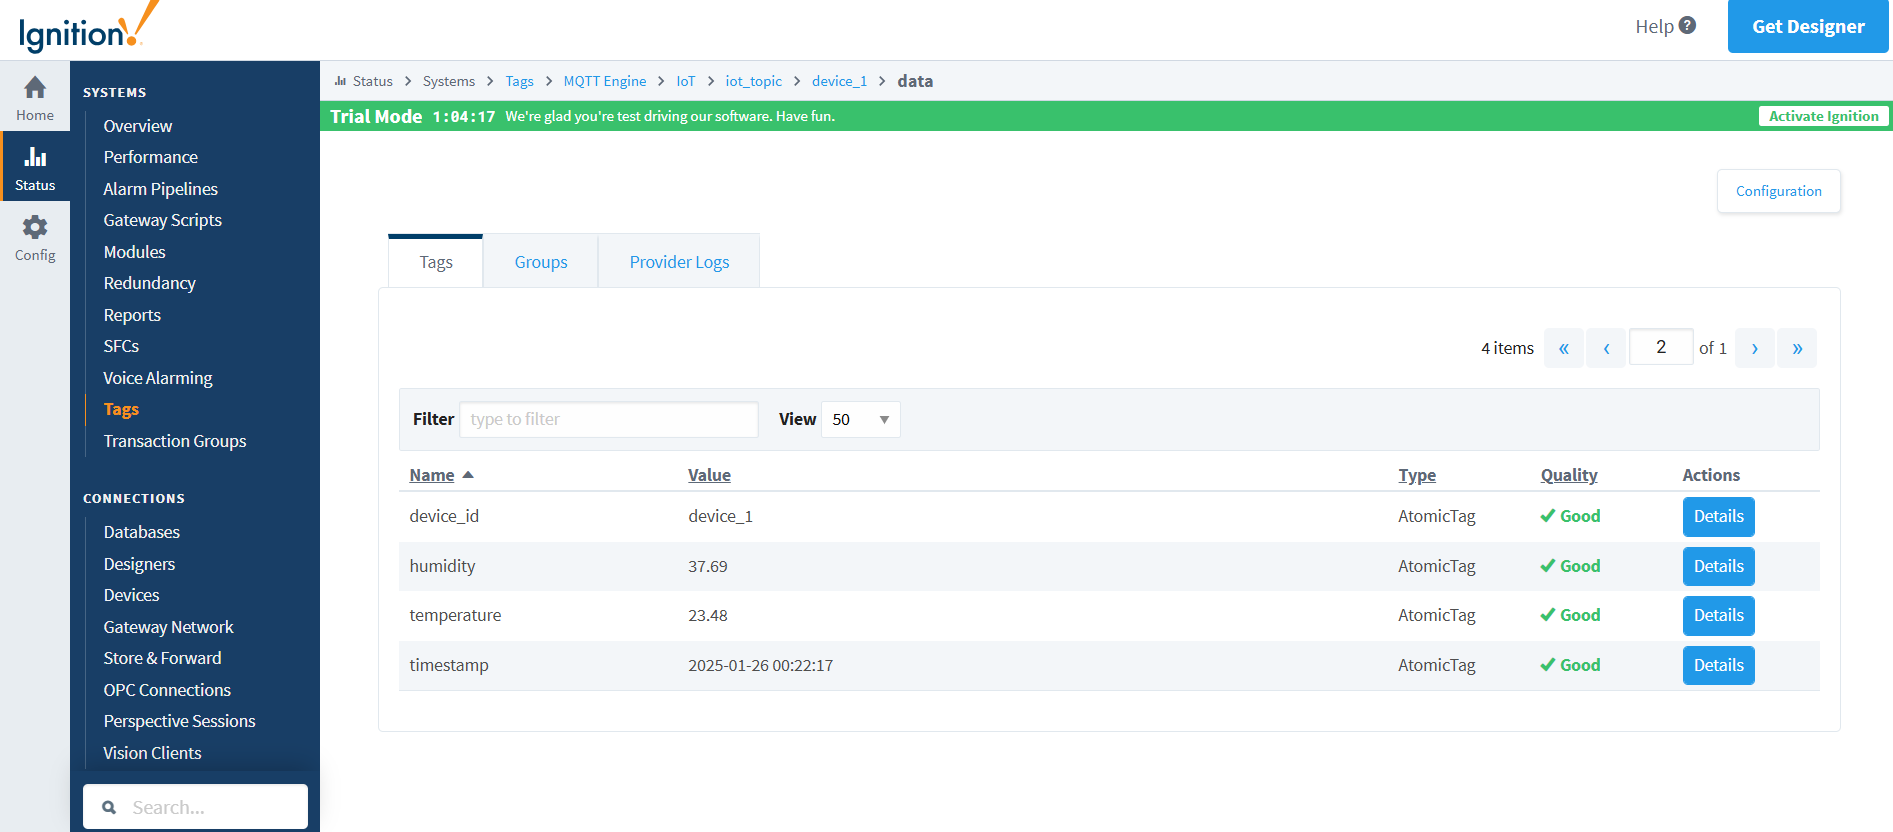 Ignition!
Help ?
Get Designer
Home
Status
Config
SYSTEMS
Overview
Performance
Alarm Pipelines
Gateway Scripts
Modules
Redundancy
Reports
SFCs
Voice Alarming
Tags
Transaction Groups
CONNECTIONS
Databases
Designers
Devices
Gateway Network
Store & Forward
OPC Connections
Perspective Sessions
Vision Clients
Search...
Status > Systems > Tags > MQTT Engine > IoT > iot_topic > device_1 > data
Trial Mode 1:04:17 We're glad you're test driving our software. Have fun.
Activate Ignition
Configuration
Tags Groups Provider Logs
4 items « ‹ 2 of 1 › »
Filter type to filter View 50
Name Value Type Quality Actions
device_id device_1 AtomicTag Good Details
humidity 37.69 AtomicTag Good Details
temperature 23.48 AtomicTag Good Details
timestamp 2025-01-26 00:22:17 AtomicTag Good Details